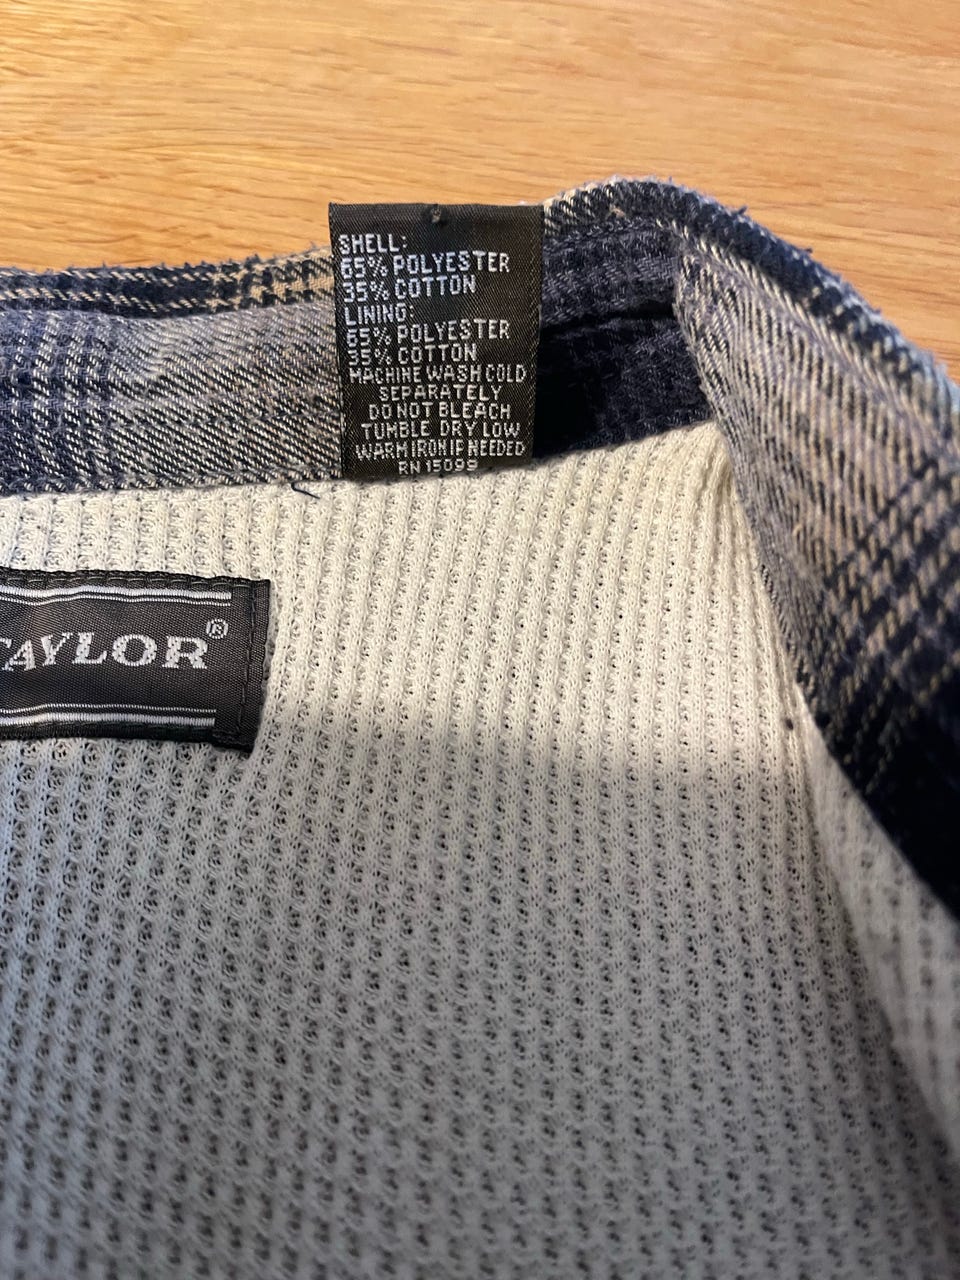 SHELL:
65% POLYESTER
35% COTTON
LINING:
65% POLYESTER
35% COTTON
MACHINE WASH COLD
SEPARATELY
DO NOT BLEACH
TUMBLE DRY LOW
WARM IRON IF NEEDED
RN 15099
TAYLOR®